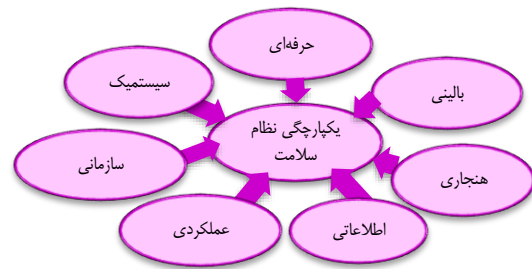 حرفه‌ای
سیستمیک
بالینی
یکپارچگی نظام
سلامت
سازمانی
هنجاری
عملکردی
اطلاعاتی